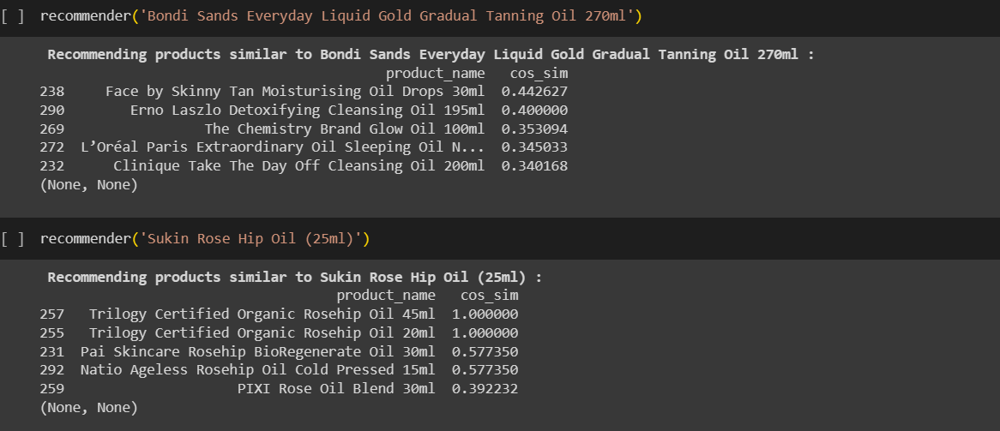 [ ] recommender('Bondi Sands Everyday Liquid Gold Gradual Tanning Oil 270ml')
Recommending products similar to Bondi Sands Everyday Liquid Gold Gradual Tanning Oil 270ml :
product_name cos_sim
238 Face by Skinny Tan Moisturising Oil Drops 30ml 0.442627
290 Erno Laszlo Detoxifying Cleansing Oil 195ml 0.400000
269 The Chemistry Brand Glow Oil 100ml 0.353094
272 L’Oréal Paris Extraordinary Oil Sleeping Oil N... 0.345033
232 Clinique Take The Day Off Cleansing Oil 200ml 0.340168
(None, None)
[ ] recommender('Sukin Rose Hip Oil (25ml)')
Recommending products similar to Sukin Rose Hip Oil (25ml) :
product_name cos_sim
257 Trilogy Certified Organic Rosehip Oil 45ml 1.000000
255 Trilogy Certified Organic Rosehip Oil 20ml 1.000000
231 Pai Skincare Rosehip BioRegenerate Oil 30ml 0.577350
292 Natio Ageless Rosehip Oil Cold Pressed 15ml 0.577350
259 PIXI Rose Oil Blend 30ml 0.392232
(None, None)